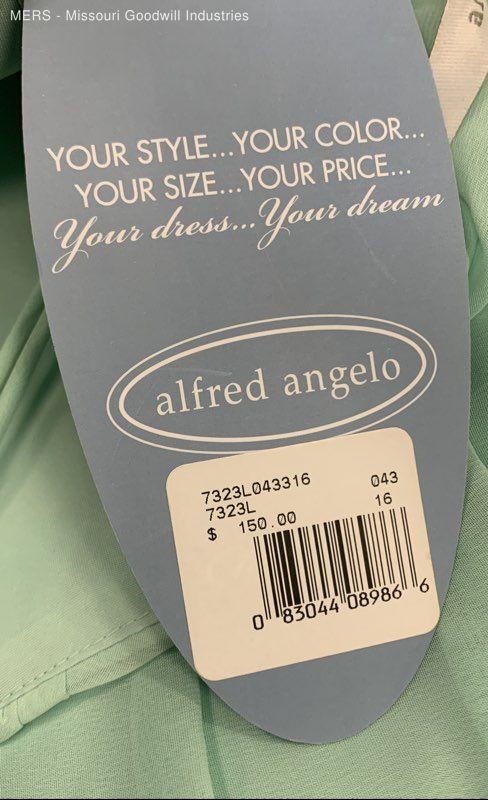 MERS - Missouri Goodwill Industries
re
YOUR STYLE...YOUR COLOR...
YOUR SIZE...YOUR PRICE...
Your dress...Your dream
alfred angelo
7323L043316 043
7323L 16
$ 150.00
0 83044 08986 6